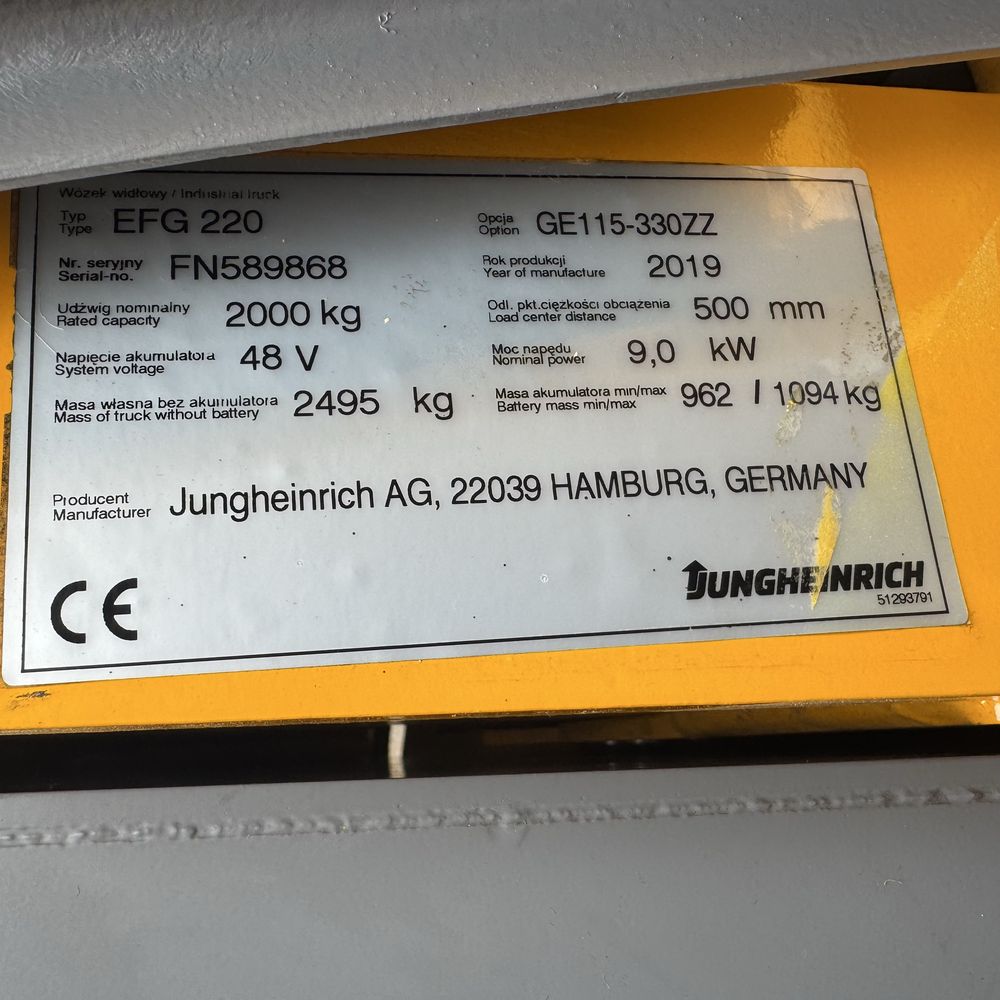 Wózek widłowy / Industrial truck
Typ EFG 220 Opcja GE115-330ZZ
Type Option
Nr. seryjny FN589868 Rok produkcji 2019
Serial-no. Year of manufacture
Udźwig nominalny 2000 kg Odl. pkt.ciężkości obciążenia 500 mm
Rated capacity Load center distance
Napięcie akumulatora 48 V Moc napędu 9,0 kW
System voltage Nominal power
Masa własna bez akumulatora 2495 kg Masa akumulatora min/max 962 / 1094 kg
Mass of truck without battery Battery mass min/max
Producent Jungheinrich AG, 22039 HAMBURG, GERMANY
Manufacturer
CE
JUNGHEINRICH
51293791